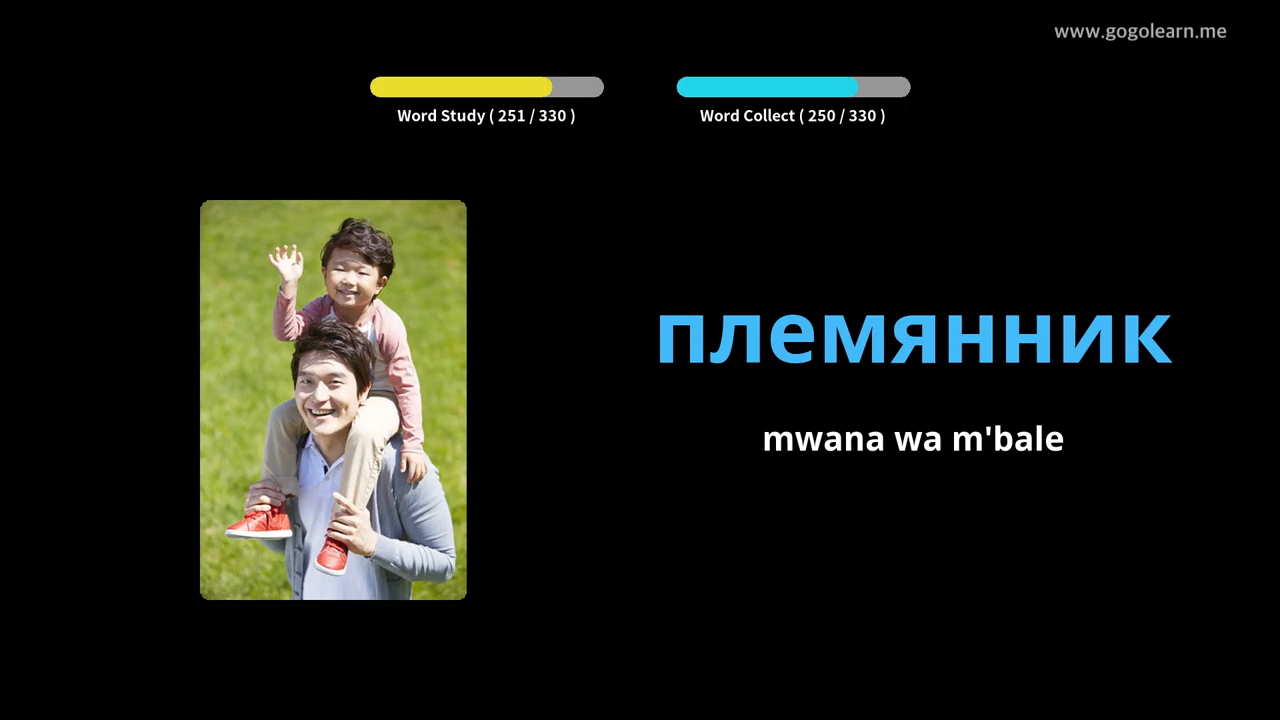 www.gogolearn.me
Word Study ( 251 / 330 )
Word Collect ( 250 / 330 )
племянник
mwana wa m'bale